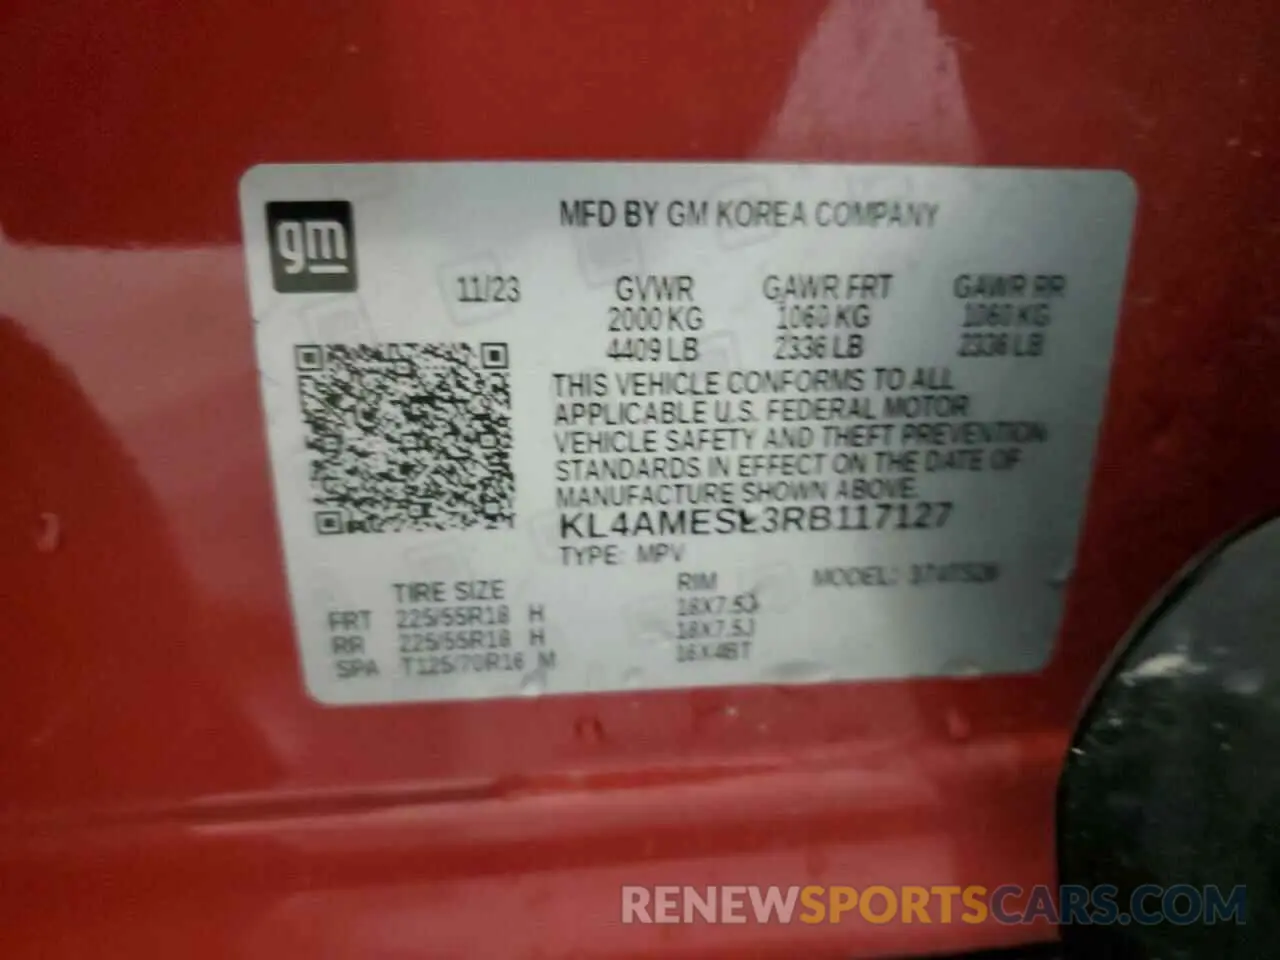 gm
MFD BY GM KOREA COMPANY
11/23 GVWR GAWR FRT GAWR RR
2000 KG 1060 KG 1060 KG
4409 LB 2336 LB 2336 LB
THIS VEHICLE CONFORMS TO ALL
APPLICABLE U.S. FEDERAL MOTOR
VEHICLE SAFETY AND THEFT PREVENTION
STANDARDS IN EFFECT ON THE DATE OF
MANUFACTURE SHOWN ABOVE.
KL4AMESL3RB117127
TYPE: MPV
TIRE SIZE RIM MODEL:
FRT 225/55R18 H 18X7.5J
RR 225/55R18 H 18X7.5J
SPA T125/70R16 M 16X4BT
RENEWSPORTSCARS.COM